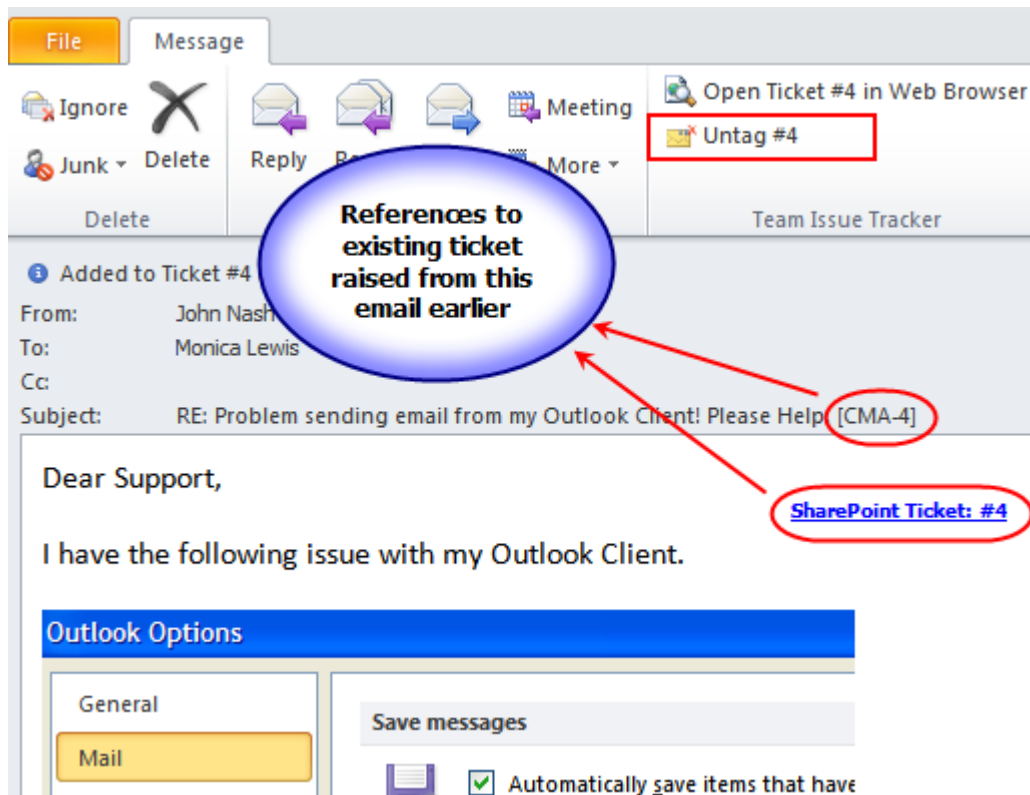 File
Message
Ignore
Junk
Delete
Reply
Meeting
More
Open Ticket #4 in Web Browser
Untag #4
Delete
Team Issue Tracker
References to
existing ticket
raised from this
email earlier
Added to Ticket #4
From: John Nash
To: Monica Lewis
Cc:
Subject: RE: Problem sending email from my Outlook Client! Please Help [CMA-4]
Dear Support,
SharePoint Ticket: #4
I have the following issue with my Outlook Client.
Outlook Options
General
Save messages
Mail
Automatically save items that have